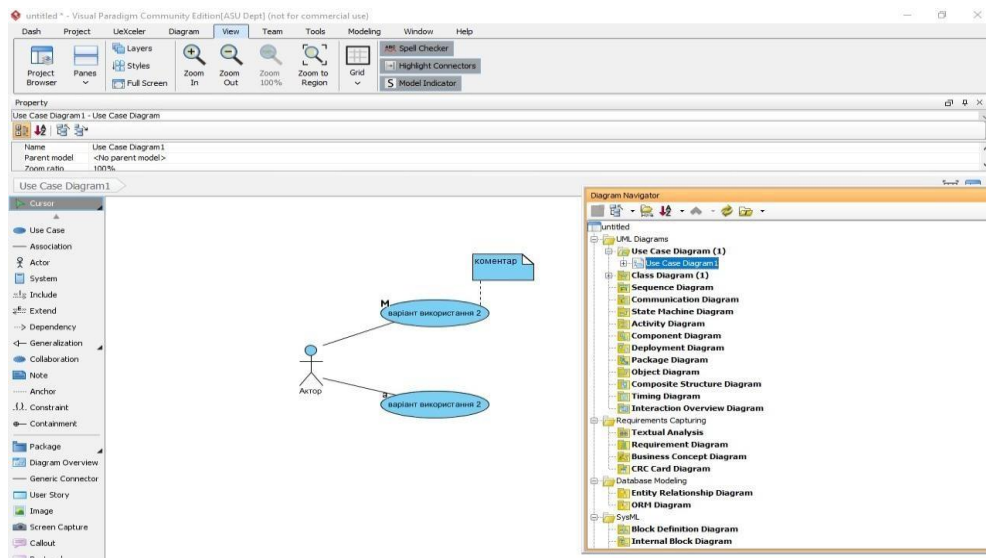 untitled * - Visual Paradigm Community Edition[ASU Dept] (not for commercial use)
Dash Project UeXceler Diagram View Team Tools Modeling Window Help
Project Browser
Panes
Layers
Styles
Full Screen
Zoom In
Zoom Out
Zoom 100%
Zoom to Region
Grid
Spell Checker
Highlight Connectors
Model Indicator
Property
Use Case Diagram1 - Use Case Diagram
Name Use Case Diagram1
Parent model <No parent model>
Zoom ratio 100%
Use Case Diagram1
Cursor
Use Case
Association
Actor
System
Include
Extend
Dependency
Generalization
Collaboration
Note
Anchor
Constraint
Containment
Package
Diagram Overview
Generic Connector
User Story
Image
Screen Capture
Callout
коментар
M
варіант використання 2
Актор
a
варіант використання 2
Diagram Navigator
untitled
UML Diagrams
Use Case Diagram (1)
Use Case Diagram1
Class Diagram (1)
Sequence Diagram
Communication Diagram
State Machine Diagram
Activity Diagram
Component Diagram
Deployment Diagram
Package Diagram
Object Diagram
Composite Structure Diagram
Timing Diagram
Interaction Overview Diagram
Requirements Capturing
Textual Analysis
Requirement Diagram
Business Concept Diagram
CRC Card Diagram
Database Modeling
Entity Relationship Diagram
ORM Diagram
SysML
Block Definition Diagram
Internal Block Diagram